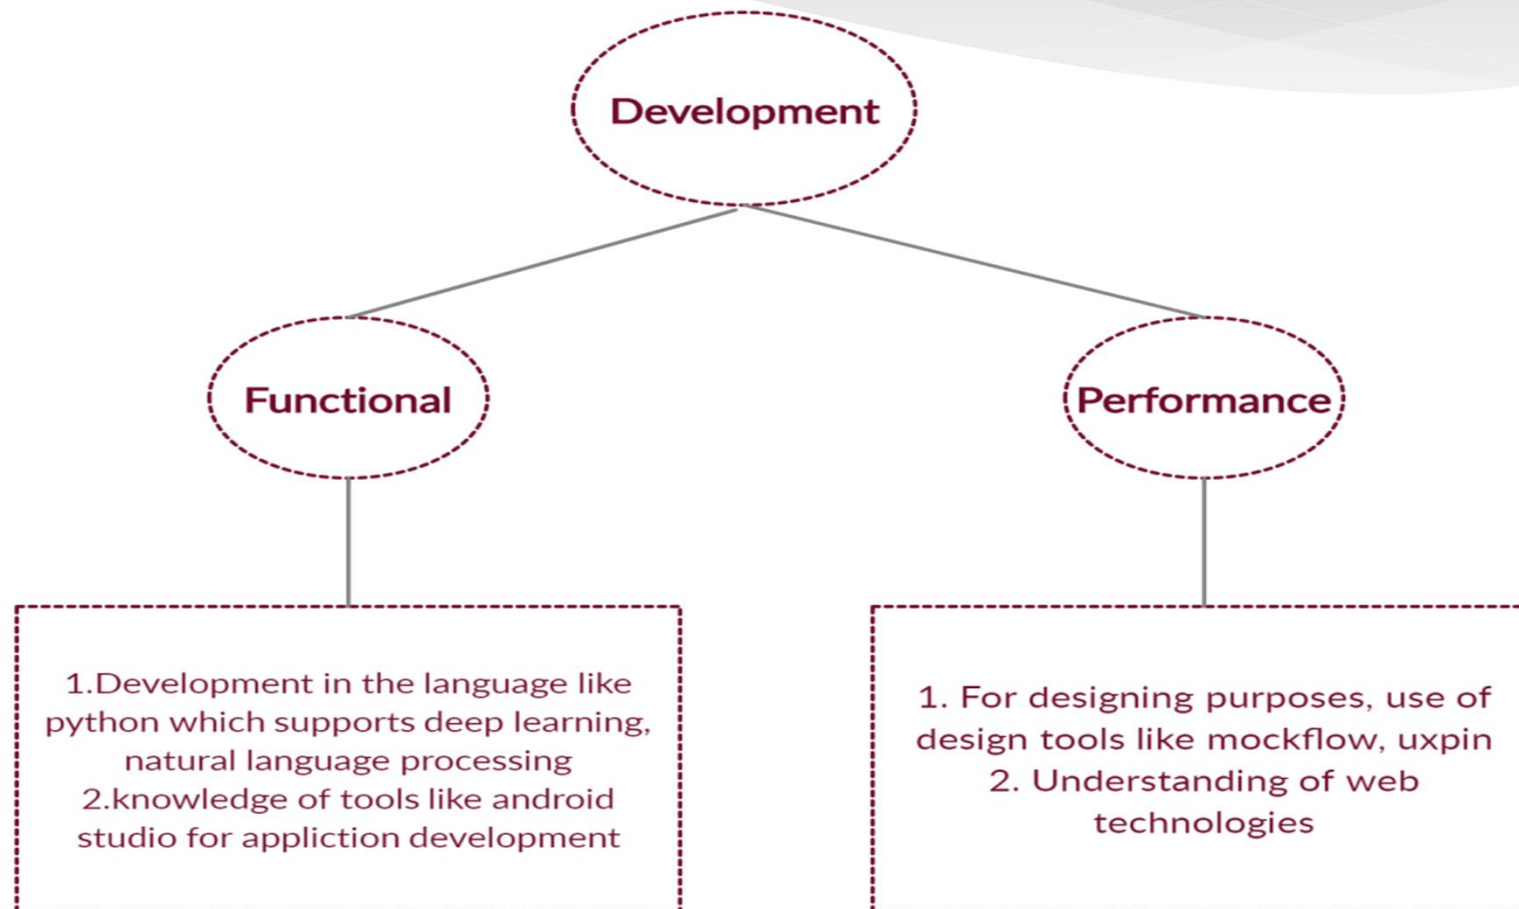 Development
Functional
Performance
1.Development in the language like
python which supports deep learning,
natural language processing
2.knowledge of tools like android
studio for appliction development
1. For designing purposes, use of
design tools like mockflow, uxpin
2. Understanding of web
technologies